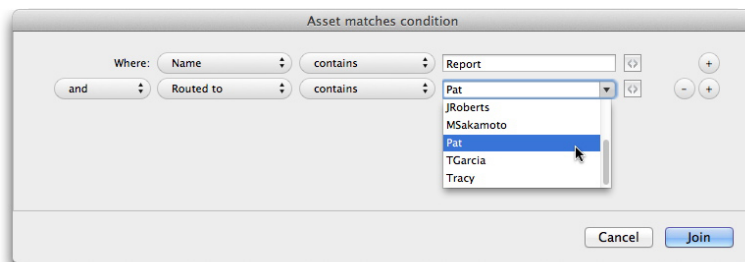 Asset matches condition
Where: Name contains Report
and Routed to contains Pat
JRoberts
MSakamoto
Pat
TGarcia
Tracy
Cancel Join